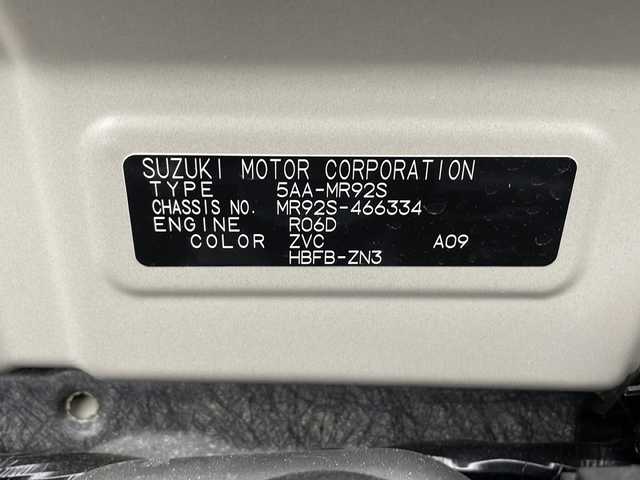 SUZUKI MOTOR CORPORATION
TYPE 5AA-MR92S
CHASSIS NO. MR92S-466334
ENGINE R06D
COLOR ZVC A09
HBFB-ZN3